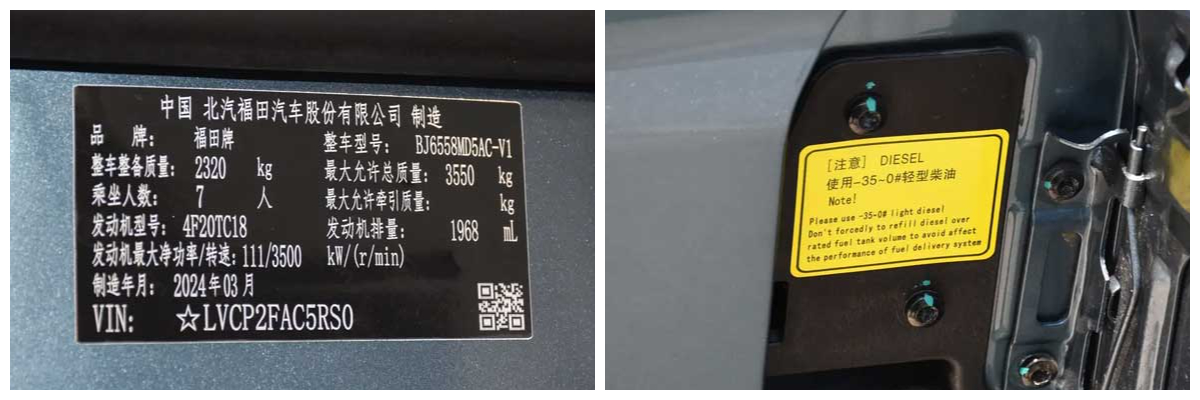 中国 北汽福田汽车股份有限公司 制造
品 牌: 福田牌 整车型号: BJ6558MD5AC-V1
整车整备质量: 2320 kg 最大允许总质量: 3550 kg
乘坐人数: 7 人 最大允许牵引质量: kg
发动机型号: 4F20TC18 发动机排量: 1968 mL
发动机最大净功率/转速: 111/3500 kW/(r/min)
制造年月: 2024年03月
VIN: ☆LVCP2FAC5RS0
[注意] DIESEL
使用-35~0#轻型柴油
Note!
Please use -35-0# light diesel
Don't forcedly to refill diesel over
rated fuel tank volume to avoid affect
the performance of fuel delivery system